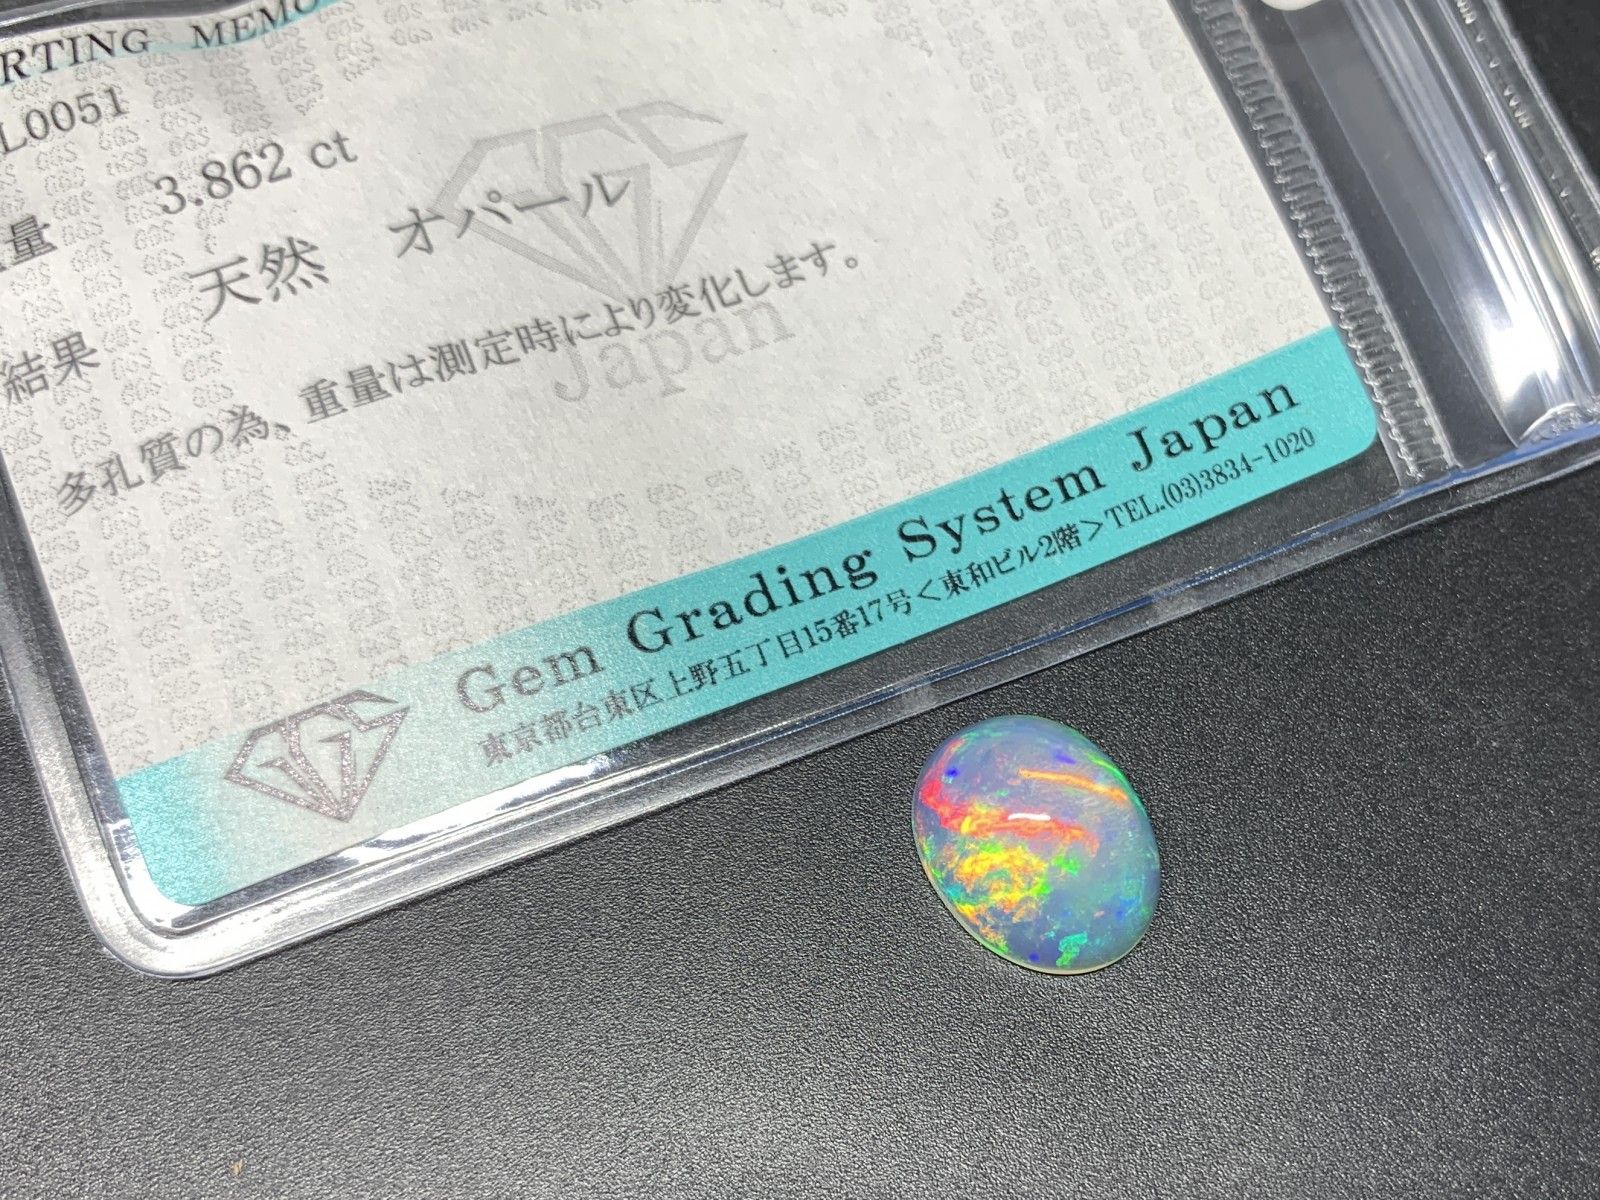 RTING MEMO
L0051
量 3.862 ct
結果 天然 オパール
多孔質の為、重量は測定時により変化します。
Japan
Gem Grading System Japan
東京都台東区上野五丁目15番17号<東和ビル2階>TEL.(03)3834-1020